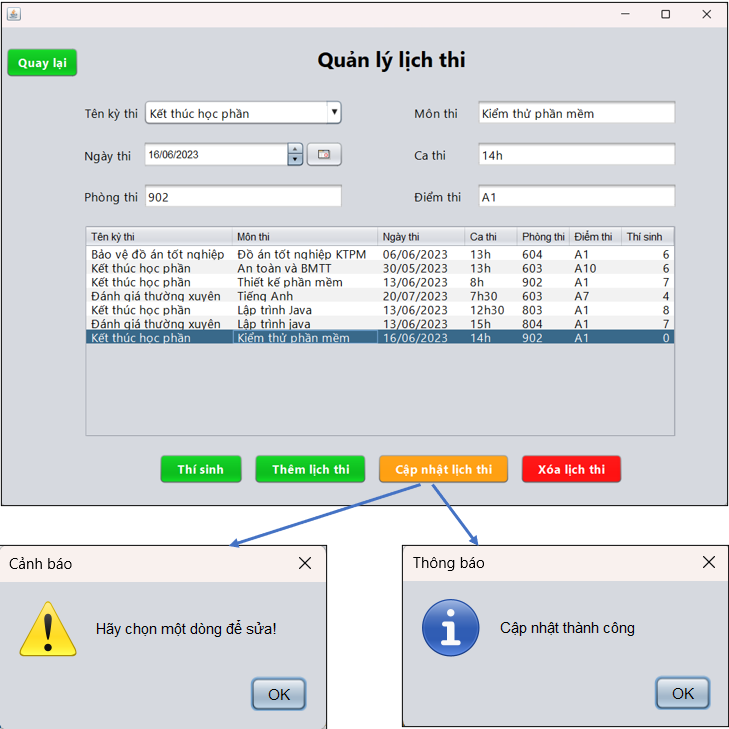 Quản lý lịch thi
Quay lại
Tên kỳ thi Kết thúc học phần Môn thi Kiểm thử phần mềm
Ngày thi 16/06/2023 Ca thi 14h
Phòng thi 902 Điểm thi A1
Tên kỳ thi Môn thi Ngày thi Ca thi Phòng thi Điểm thi Thí sinh
Bảo vệ đồ án tốt nghiệp Đồ án tốt nghiệp KTPM 06/06/2023 13h 604 A1 6
Kết thúc học phần An toàn và BMTT 30/05/2023 13h 603 A10 6
Kết thúc học phần Thiết kế phần mềm 13/06/2023 8h 902 A1 7
Đánh giá thường xuyên Tiếng Anh 20/07/2023 7h30 603 A7 4
Kết thúc học phần Lập trình Java 13/06/2023 12h30 803 A1 8
Đánh giá thường xuyên Lập trình java 13/06/2023 15h 804 A1 7
Kết thúc học phần Kiểm thử phần mềm 16/06/2023 14h 902 A1 0
Thí sinh Thêm lịch thi Cập nhật lịch thi Xóa lịch thi
Cảnh báo
Hãy chọn một dòng để sửa!
OK
Thông báo
Cập nhật thành công
OK